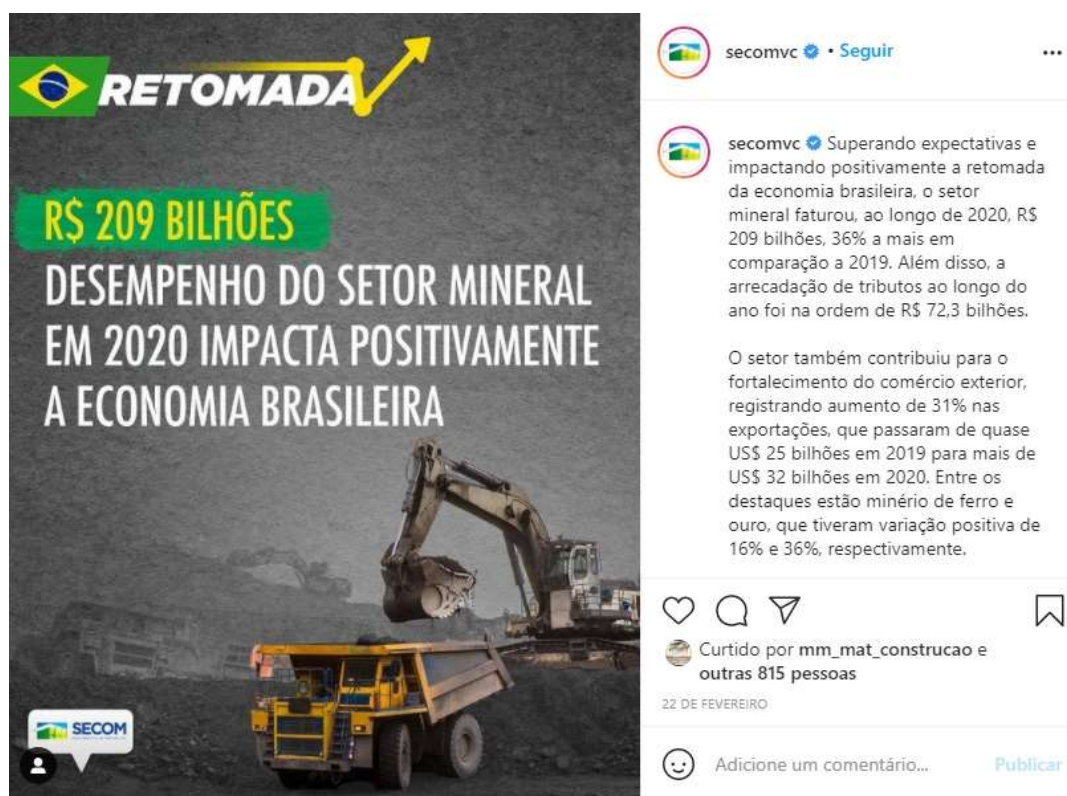 RETOMADA
R$ 209 BILHÕES
DESEMPENHO DO SETOR MINERAL
EM 2020 IMPACTA POSITIVAMENTE
A ECONOMIA BRASILEIRA
SECOM
secomvc • Seguir
secomvc Superando expectativas e
impactando positivamente a retomada
da economia brasileira, o setor
mineral faturou, ao longo de 2020, R$
209 bilhões, 36% a mais em
comparação a 2019. Além disso, a
arrecadação de tributos ao longo do
ano foi na ordem de R$ 72,3 bilhões.
O setor também contribuiu para o
fortalecimento do comércio exterior,
registrando aumento de 31% nas
exportações, que passaram de quase
US$ 25 bilhões em 2019 para mais de
US$ 32 bilhões em 2020. Entre os
destaques estão minério de ferro e
ouro, que tiveram variação positiva de
16% e 36%, respectivamente.
Curtido por mm_mat_construcao e
outras 815 pessoas
22 DE FEVEREIRO
Adicione um comentário... Publicar